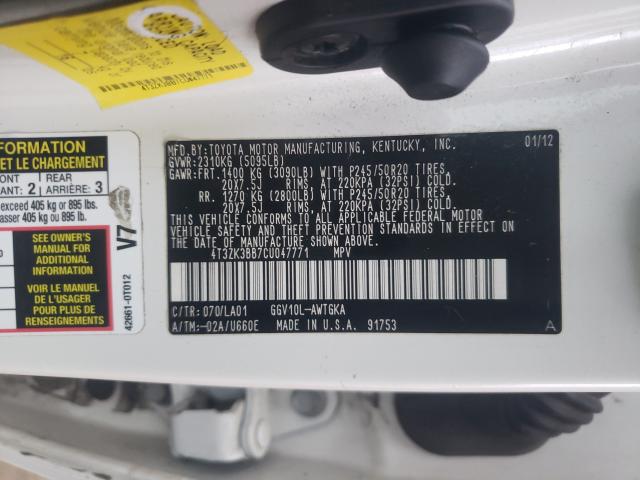 MFD.BY:TOYOTA MOTOR MANUFACTURING, KENTUCKY, INC. 01/12
GVWR:2310KG (5095LB)
GAWR:FRT.1400 KG (3090LB) WITH P245/50R20 TIRES
20X7.5J RIMS AT 220KPA (32PSI) COLD.
RR. 1270 KG (2800LB) WITH P245/50R20 TIRES
20X7.5J RIMS AT 220KPA (32PSI) COLD.
THIS VEHICLE CONFORMS TO ALL APPLICABLE FEDERAL MOTOR
VEHICLE SAFETY AND THEFT PREVENTION STANDARDS IN EFFECT ON
THE DATE OF MANUFACTURE SHOWN ABOVE.
4T3ZK3BB7CU047771 MPV
C/TR:070/LA01 GGV10L-AWTGKA
A/TM:-02A/U660E MADE IN U.S.A. 91753 A
FORMATION
ET LE CHARGEMENT
ANT: 2 REAR
ARRIÈRE: 3
exceed 405 kg or 895 lbs.
asser 405 kg ou 895 lb.
SEE OWNER'S
MANUAL FOR
ADDITIONAL
INFORMATION
VOIR LE MANUEL
DE L'USAGER
POUR PLUS DE
RENSEIGNEMENTS
V7
42661-0T012